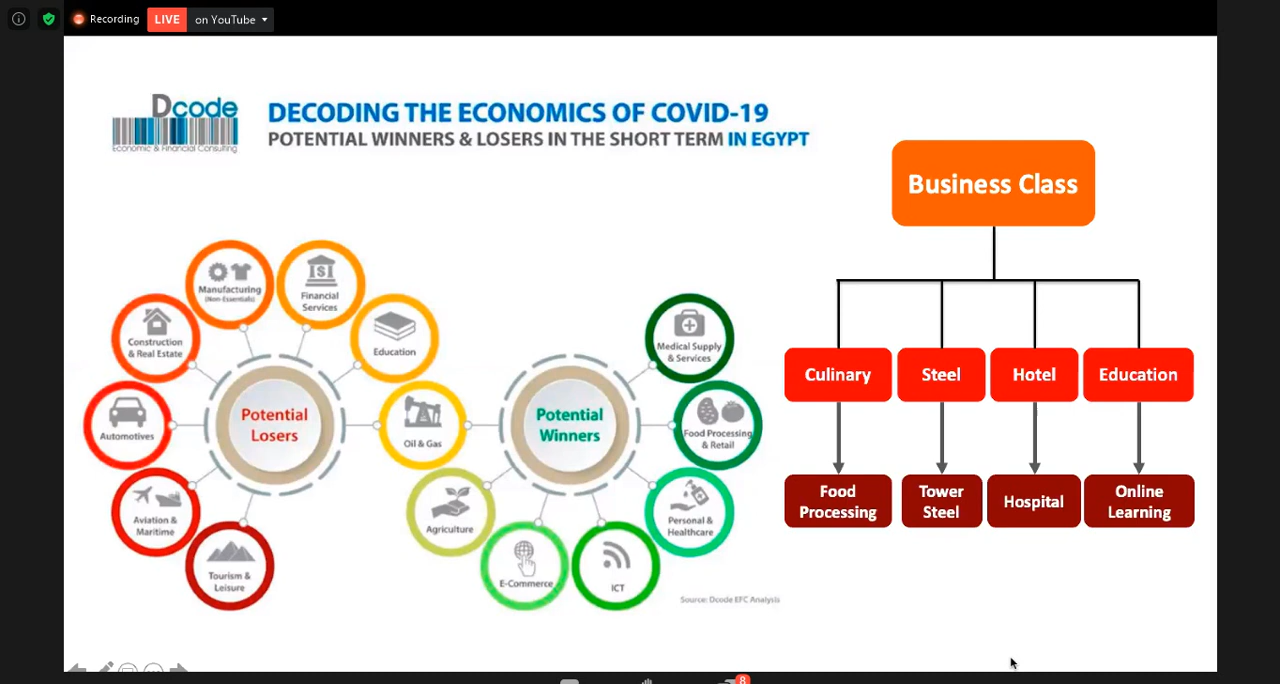 Recording
LIVE
on YouTube
Dcode
Economic & Financial Consulting
DECODING THE ECONOMICS OF COVID-19
POTENTIAL WINNERS & LOSERS IN THE SHORT TERM IN EGYPT
Manufacturing
(Non-Essentials)
Financial
Services
Construction
& Real Estate
Education
Automotives
Potential
Losers
Oil & Gas
Aviation &
Maritime
Tourism &
Leisure
Potential
Winners
Medical Supply
& Services
Food Processing
& Retail
Personal &
Healthcare
Agriculture
E-Commerce
ICT
Source: Dcode EFC Analysis
Business Class
Culinary
Steel
Hotel
Education
Food
Processing
Tower
Steel
Hospital
Online
Learning
8